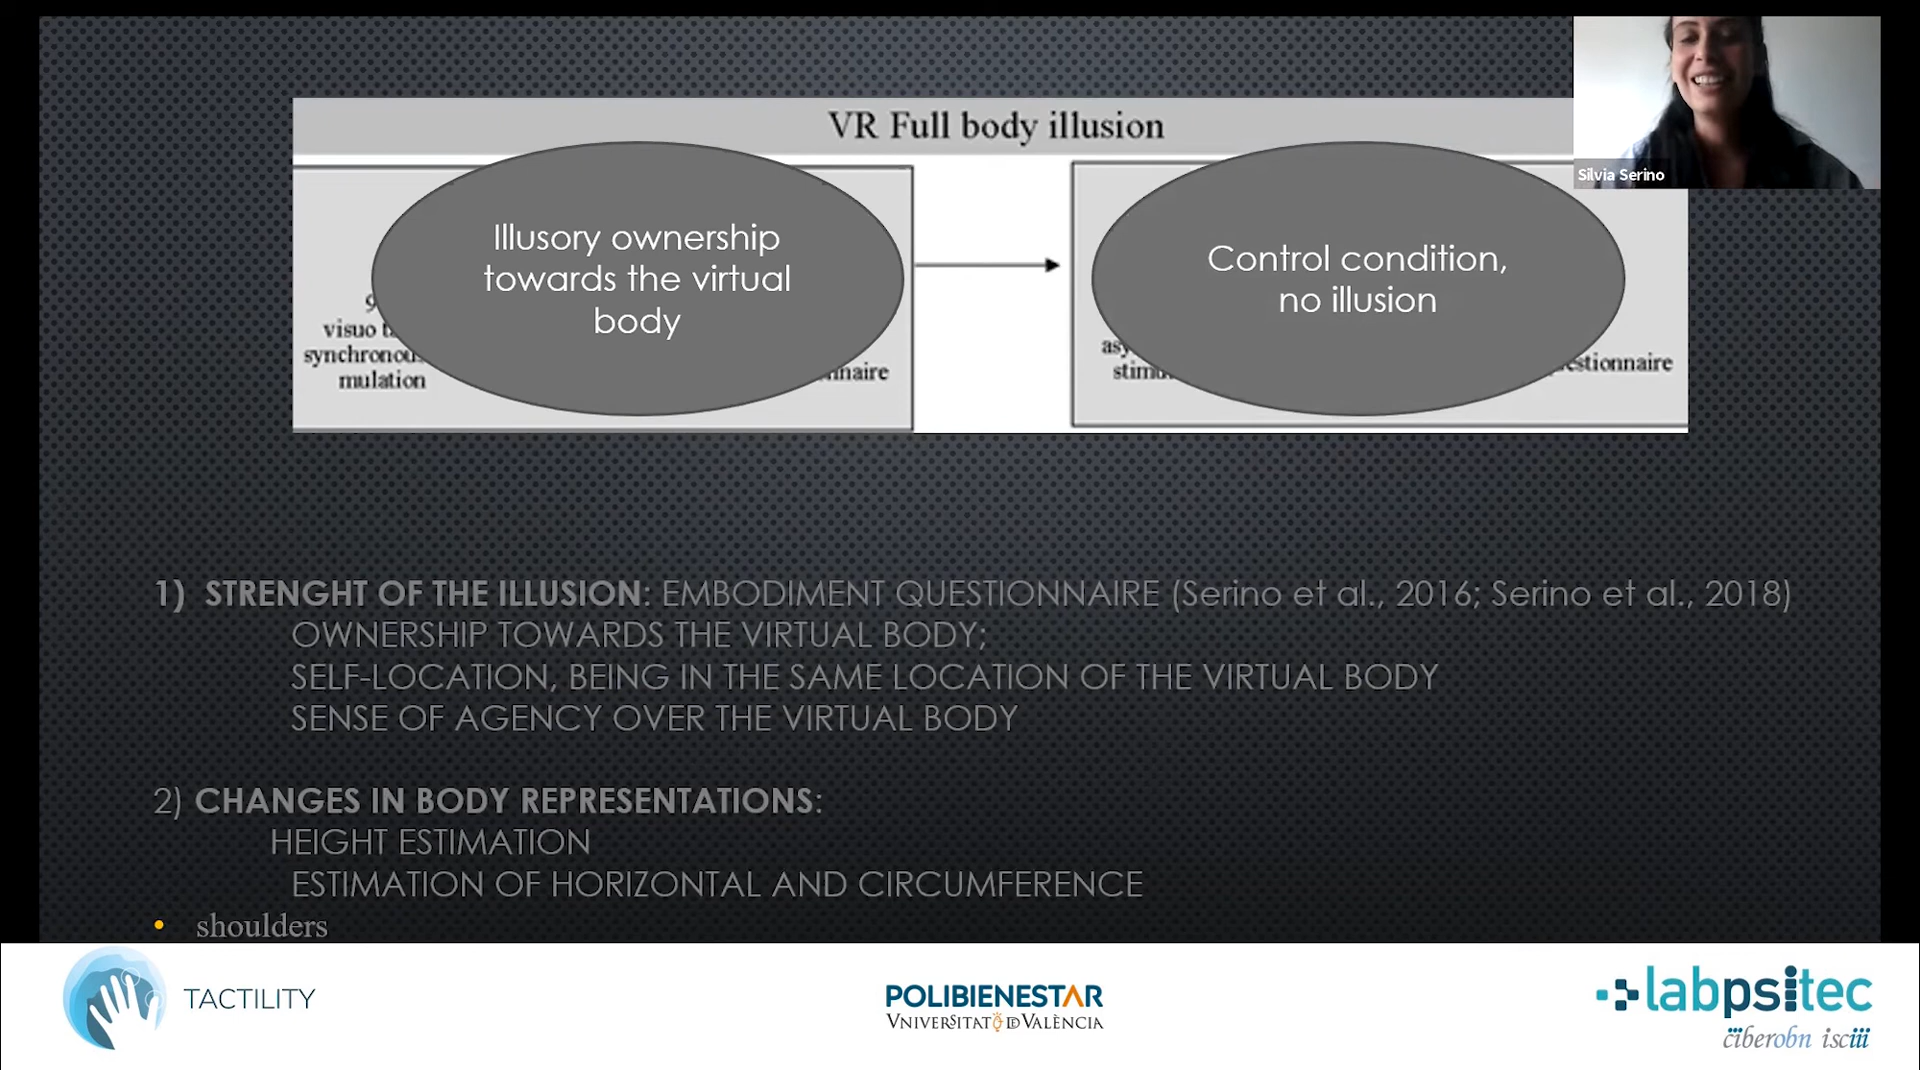 VR Full body illusion
Silvia Serino
Illusory ownership
towards the virtual
body
Control condition,
no illusion
visuo
mulation
stionnaire
1) STRENGHT OF THE ILLUSION: EMBODIMENT QUESTIONNAIRE (Serino et al., 2016; Serino et al., 2018)
OWNERSHIP TOWARDS THE VIRTUAL BODY;
SELF-LOCATION, BEING IN THE SAME LOCATION OF THE VIRTUAL BODY
SENSE OF AGENCY OVER THE VIRTUAL BODY
2) CHANGES IN BODY REPRESENTATIONS:
HEIGHT ESTIMATION
ESTIMATION OF HORIZONTAL AND CIRCUMFERENCE
• shoulders
TACTILITY
POLIBIENESTAR
VNIVERSITAT DE VALÈNCIA
labpsitec
ciberobn isciii